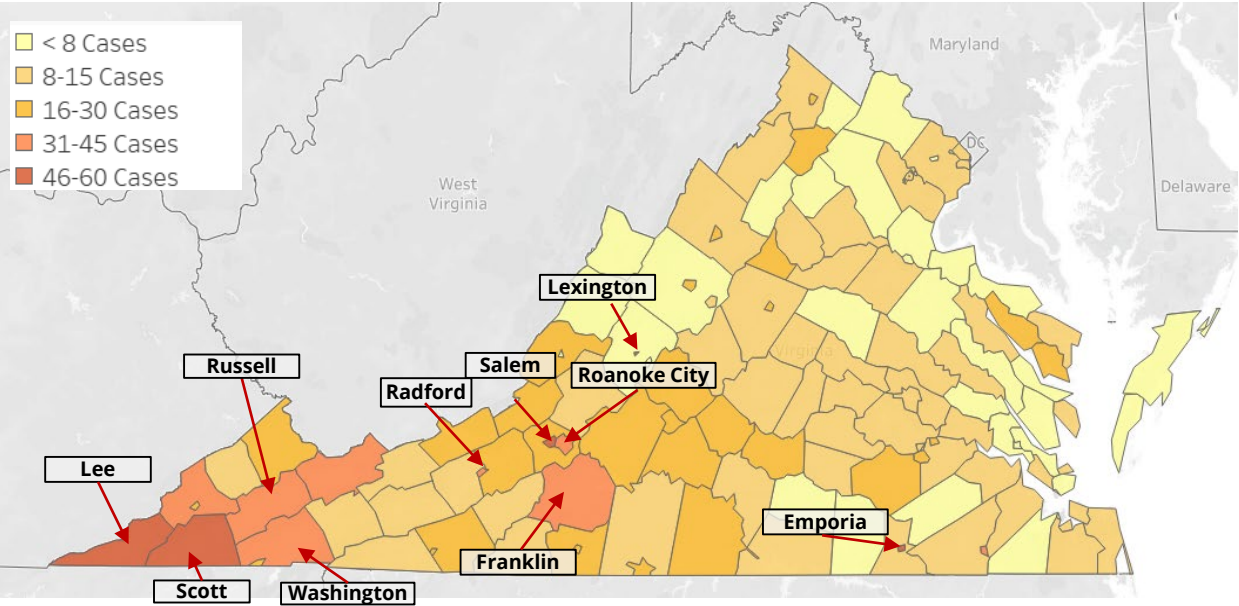 < 8 Cases
8-15 Cases
16-30 Cases
31-45 Cases
46-60 Cases
Maryland
DC
West
Virginia
Delaware
Lexington
Virginia
Russell
Salem
Roanoke City
Radford
Lee
Emporia
Franklin
Scott
Washington